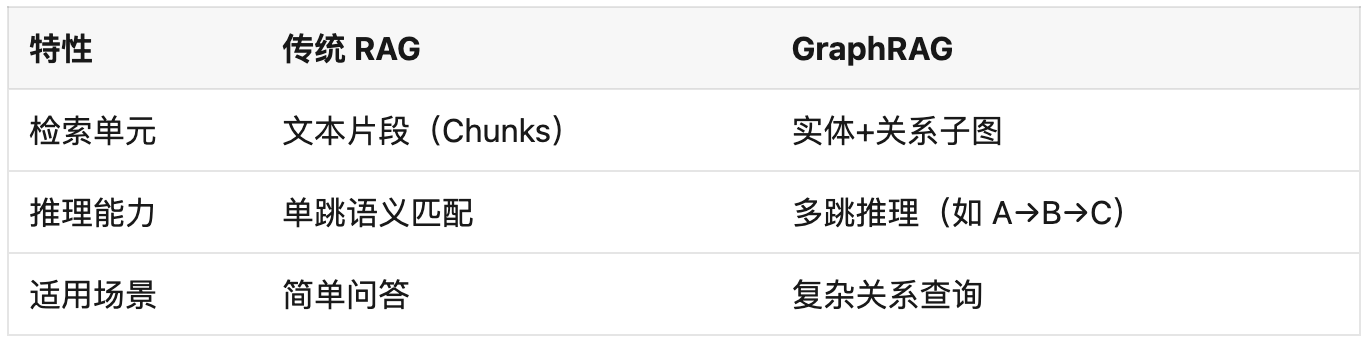 特性 传统 RAG GraphRAG
检索单元 文本片段（Chunks） 实体+关系子图
推理能力 单跳语义匹配 多跳推理（如 A→B→C）
适用场景 简单问答 复杂关系查询